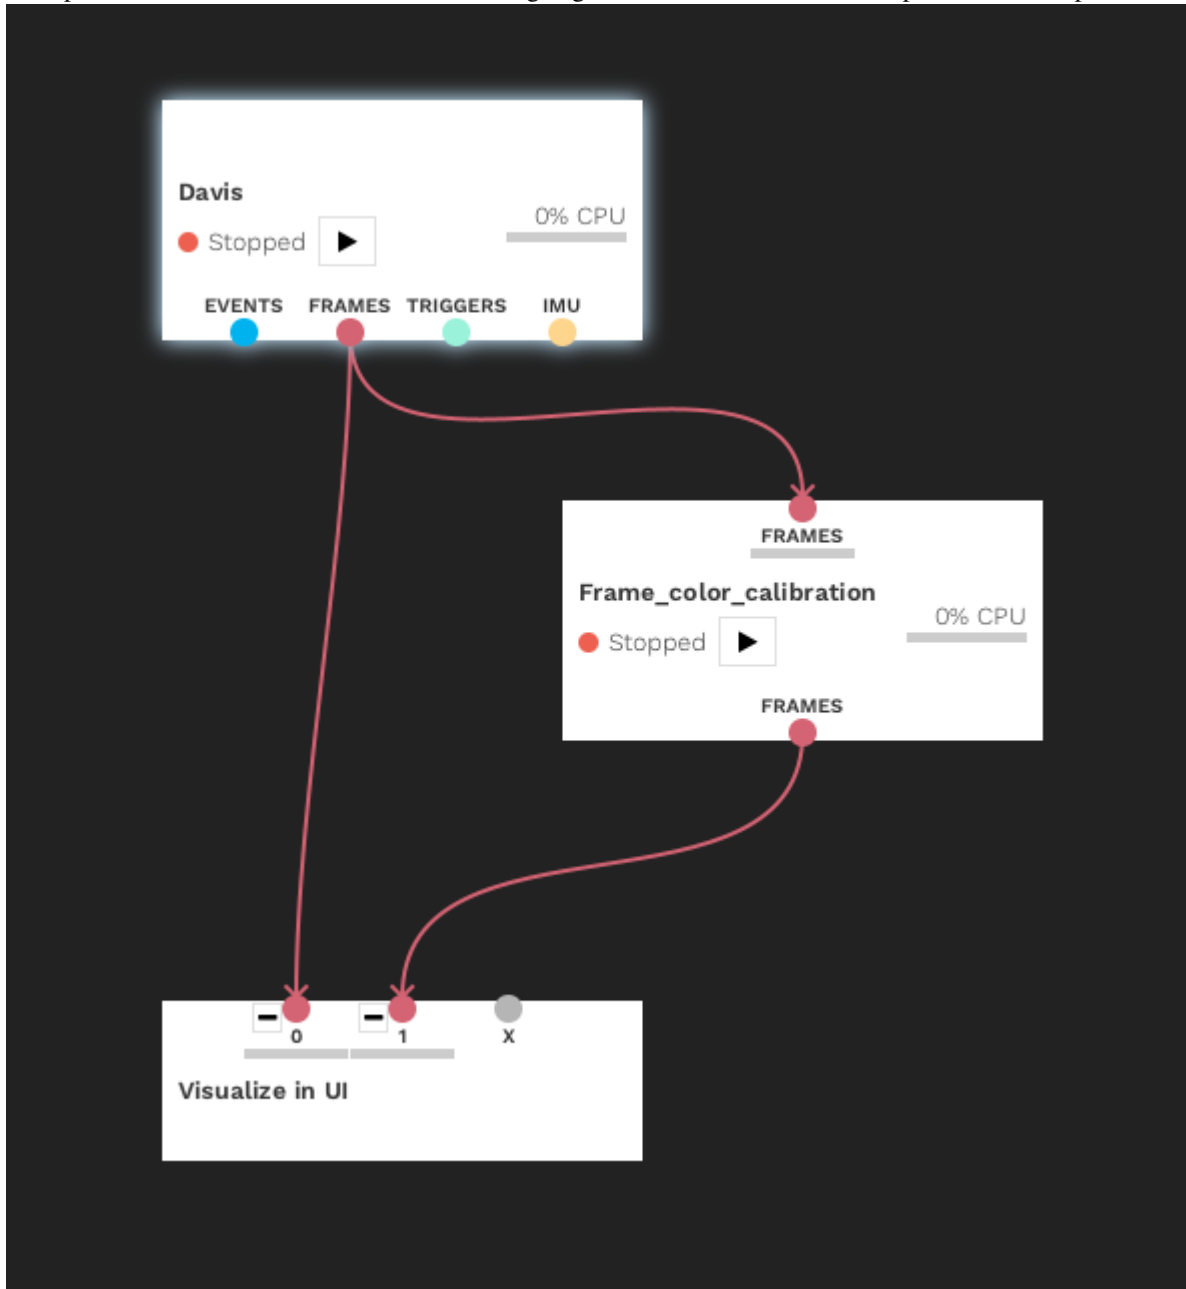 Davis
0% CPU
Stopped
EVENTS FRAMES TRIGGERS IMU
FRAMES
Frame_color_calibration
0% CPU
Stopped
FRAMES
0 1 X
Visualize in UI